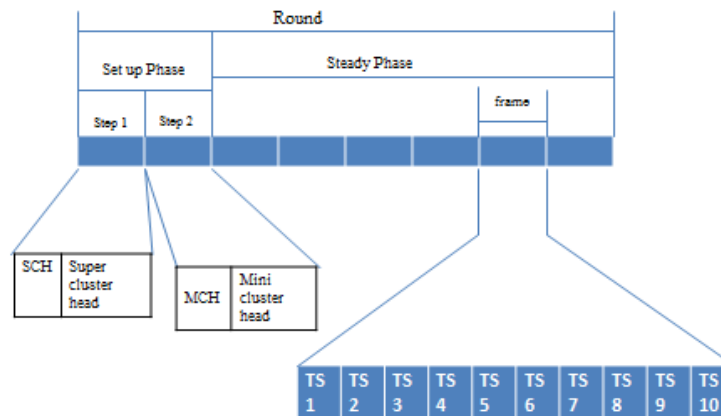 Round
Set up Phase
Steady Phase
frame
Step 1
Step 2
SCH
Super
cluster
head
MCH
Mini
cluster
head
TS TS TS TS TS TS TS TS TS TS
1 2 3 4 5 6 7 8 9 10